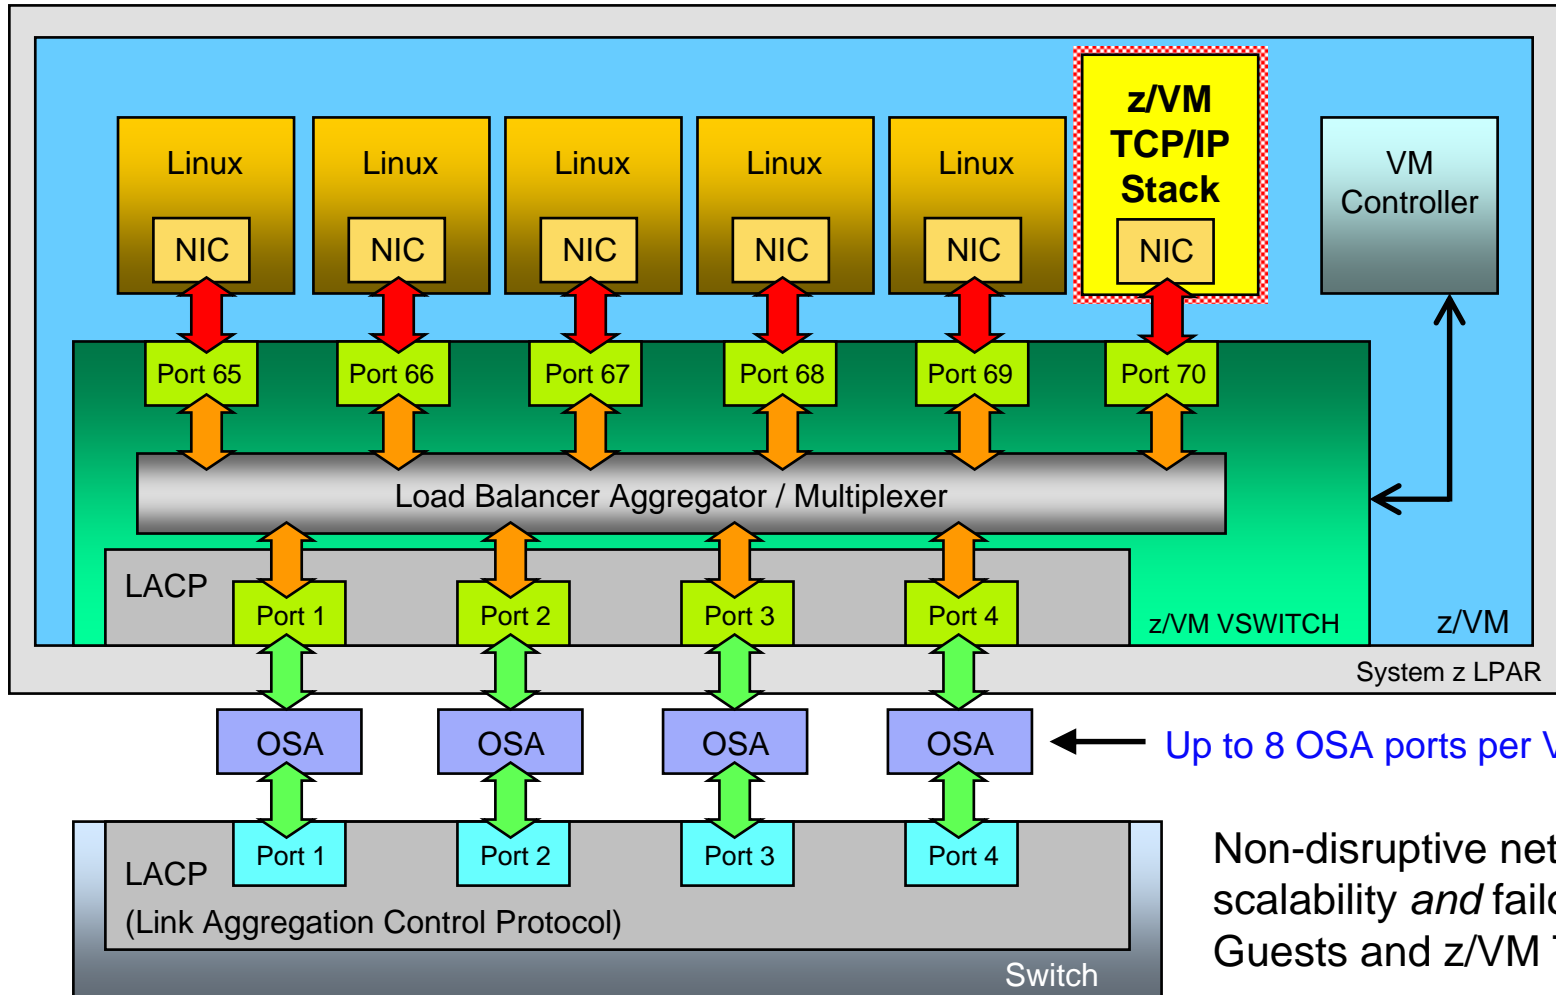 z/VM
TCP/IP
Stack
Linux
Linux
Linux
Linux
Linux
VM
Controller
NIC
NIC
NIC
NIC
NIC
NIC
Port 65
Port 66
Port 67
Port 68
Port 69
Port 70
Load Balancer Aggregator / Multiplexer
LACP
Port 1
Port 2
Port 3
Port 4
z/VM VSWITCH
z/VM
System z LPAR
OSA
OSA
OSA
OSA
Up to 8 OSA ports per
Port 1
Port 2
Port 3
Port 4
LACP
(Link Aggregation Control Protocol)
Switch
Non-disruptive
scalability and
Guests and z/VM